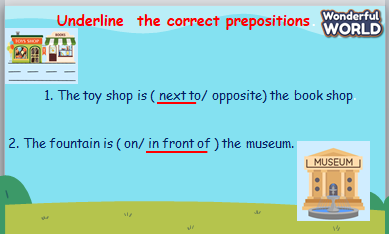 Underline the correct prepositions
Wonderful
WORLD
TOYS SHOP
BOOKS
1. The toy shop is ( next to/ opposite) the book shop
2. The fountain is ( on/ in front of ) the museum.
MUSEUM